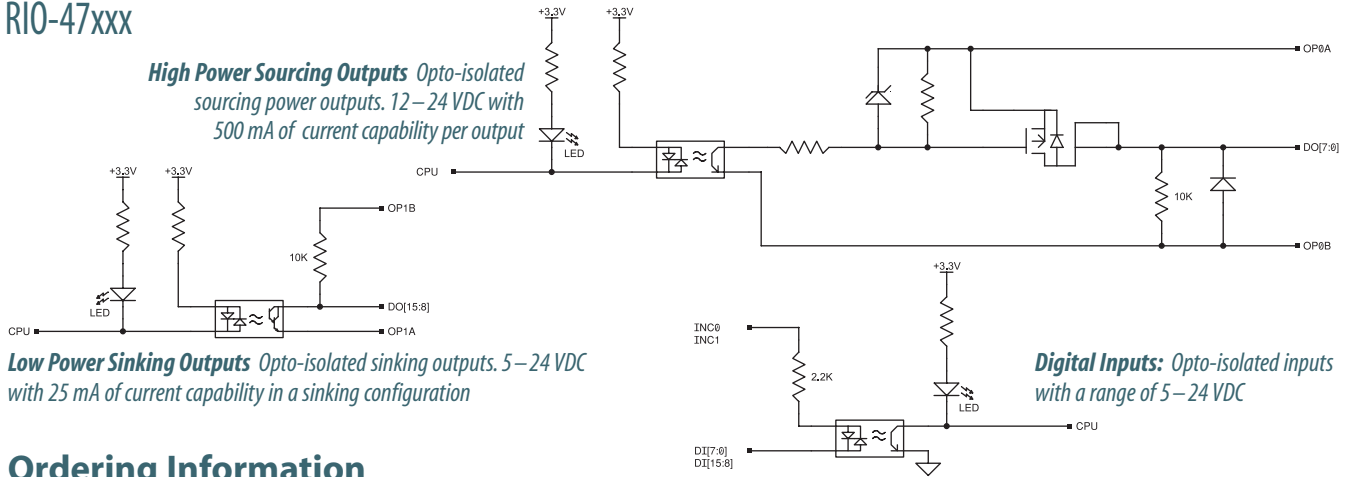 RIO-47xxx
High Power Sourcing Outputs Opto-isolated
sourcing power outputs. 12–24 VDC with
500 mA of current capability per output
+3.3V
+3.3V
LED
CPU
OP0A
DO[7:0]
10K
OP0B
+3.3V
+3.3V
OP1B
10K
LED
DO[15:8]
CPU
OP1A
Low Power Sinking Outputs Opto-isolated sinking outputs. 5–24 VDC
with 25 mA of current capability in a sinking configuration
+3.3V
INC0
INC1
2.2K
LED
CPU
DI[7:0]
DI[15:8]
Digital Inputs: Opto-isolated inputs
with a range of 5–24 VDC
Ordering Information